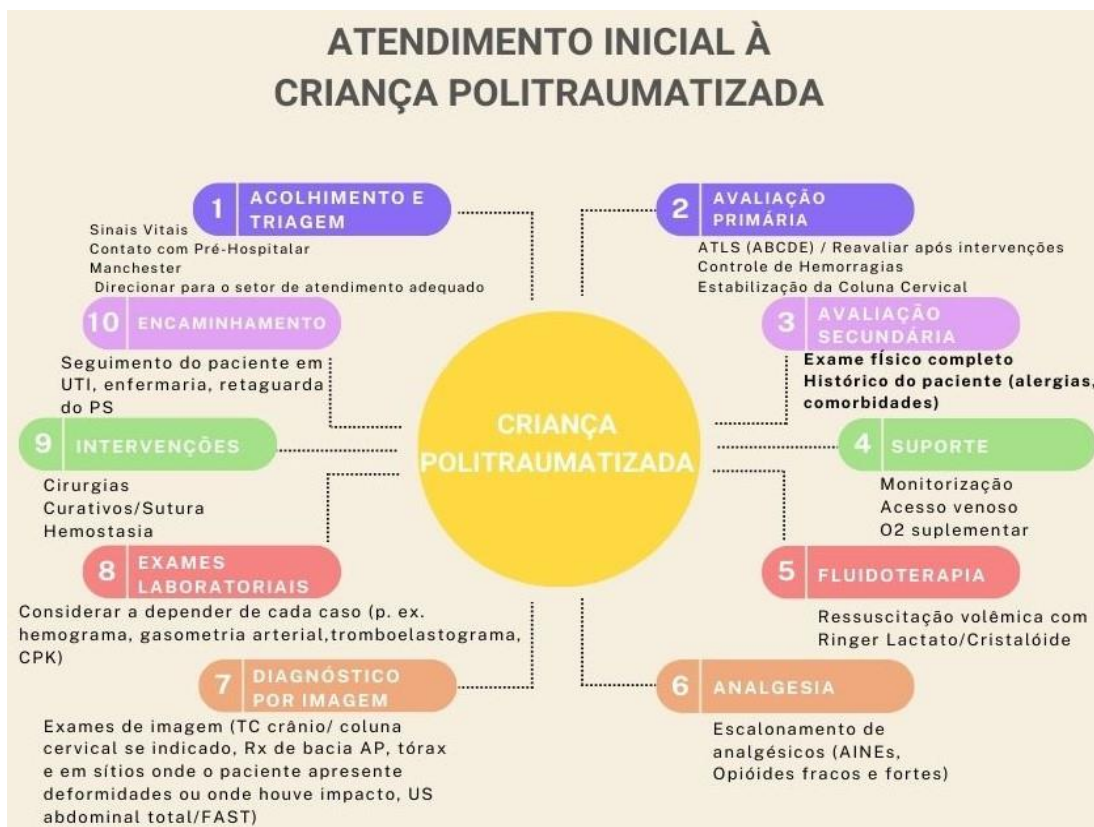 ATENDIMENTO INICIAL À
CRIANÇA POLITRAUMATIZADA
1
ACOLHIMENTO E
TRIAGEM
Sinais Vitais
Contato com Pré-Hospitalar
Manchester
Direcionar para o setor de atendimento adequado
2
AVALIAÇÃO
PRIMÁRIA
ATLS (ABCDE) / Reavaliar após intervenções
Controle de Hemorragias
Estabilização da Coluna Cervical
3
AVALIAÇÃO
SECUNDÁRIA
Exame físico completo
Histórico do paciente (alergias,
comorbidades)
4
SUPORTE
Monitorização
Acesso venoso
O2 suplementar
5
FLUIDOTERAPIA
Ressuscitação volêmica com
Ringer Lactato/Cristalóide
6
ANALGESIA
Escalonamento de
analgésicos (AINEs,
Opióides fracos e fortes)
7
DIAGNÓSTICO
POR IMAGEM
Exames de imagem (TC crânio/ coluna
cervical se indicado, Rx de bacia AP, tórax
e em sítios onde o paciente apresente
deformidades ou onde houve impacto, US
abdominal total/FAST)
8
EXAMES
LABORATORIAIS
Considerar a depender de cada caso (p. ex.
hemograma, gasometria arterial,tromboelastograma,
CPK)
9
INTERVENÇÕES
Cirurgias
Curativos/Sutura
Hemostasia
10
ENCAMINHAMENTO
Seguimento do paciente em
UTI, enfermaria, retaguarda
do PS
CRIANÇA
POLITRAUMATIZADA